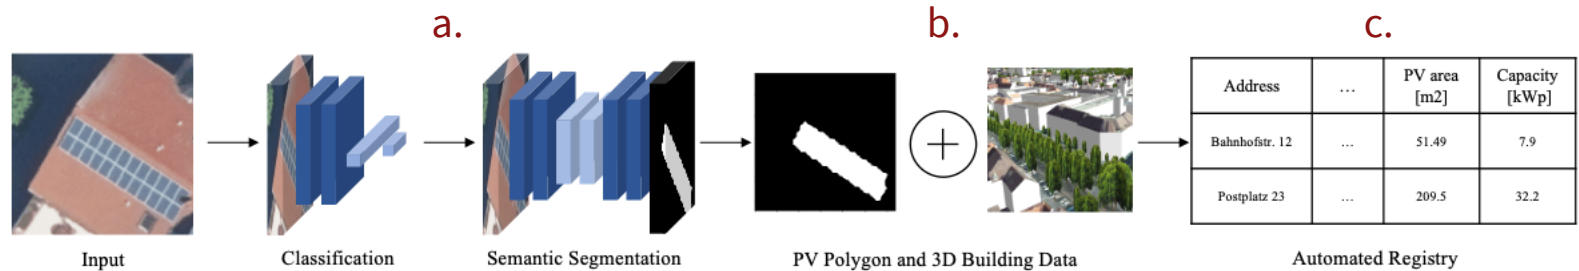 a.
b.
c.
Address
...
PV area
[m2]
Capacity
[kWp]
Bahnhofstr. 12
...
51.49
7.9
Postplatz 23
...
209.5
32.2
Input
Classification
Semantic Segmentation
PV Polygon and 3D Building Data
Automated Registry